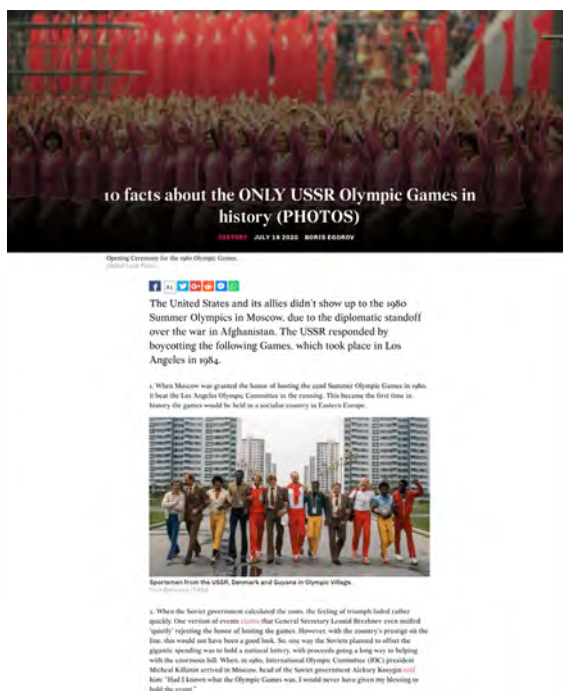 10 facts about the ONLY USSR Olympic Games in
history (PHOTOS)
HISTORY JULY 16 2020 BORIS EGOROV
Opening Ceremony for the 1980 Olympic Games
The United States and its allies didn't show up to the 1980
Summer Olympics in Moscow, due to the diplomatic standoff
over the war in Afghanistan. The USSR responded by
boycotting the following Games, which took place in Los
Angeles in 1984.
1. When Moscow was granted the honor of hosting the 22nd Summer Olympic Games in 1980,
it beat the Los Angeles Olympic Committee in the running. This became the first time in
history the games would be held in a socialist country in Eastern Europe.
Sportsmen from the USSR, Denmark and Guyana in Olympic Village.
2. When the Soviet government calculated the costs, the feeling of triumph faded rather
quickly. One version of events claims that General Secretary Leonid Brezhnev even mulled
'quietly' rejecting the honor of hosting the games. However, with the country's prestige on the
line, this would not have been a good look. So, one way the Soviets planned to offset the
gigantic spending was to hold a national lottery, with proceeds going a long way to helping
with the enormous bill. When, in 1980, International Olympic Committee (IOC) president
Micheal Killanin arrived in Moscow, head of the Soviet government Aleksey Kosygin told
him: "Had I known what the Olympic Games was, I would never have given my blessing to
hold the event."